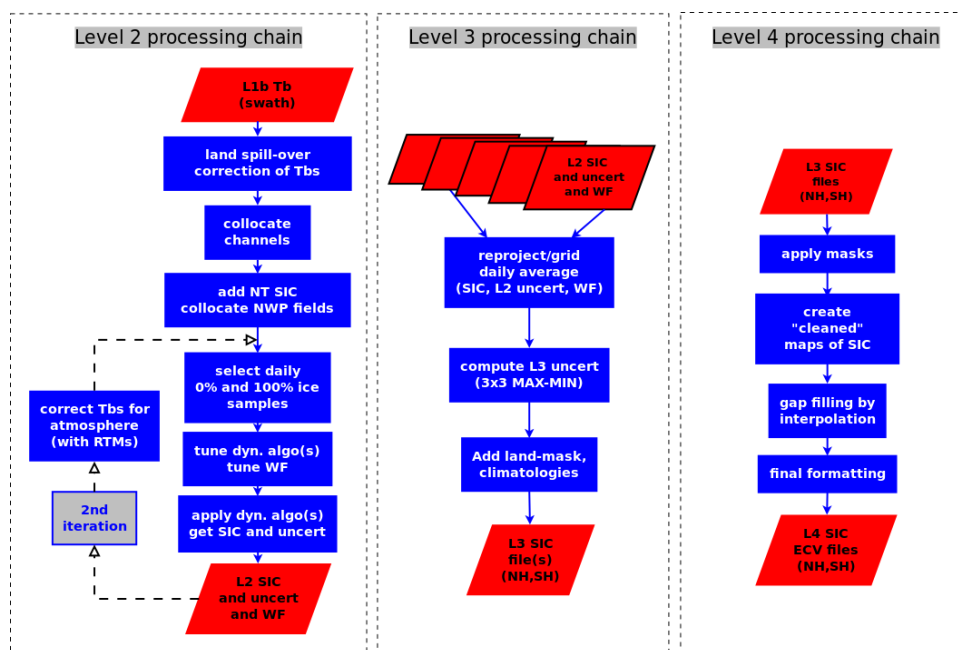 Level 2 processing chain
L1b Tb
(swath)
land spill-over
correction of Tbs
collocate
channels
add NT SIC
collocate NWP fields
select daily
0% and 100% ice
samples
correct Tbs for
atmosphere
(with RTMs)
tune dyn. algo(s)
tune WF
2nd
iteration
apply dyn. algo(s)
get SIC and uncert
L2 SIC
and uncert
and WF
Level 3 processing chain
L2 SIC
and uncert
and WF
reproject/grid
daily average
(SIC, L2 uncert, WF)
compute L3 uncert
(3x3 MAX-MIN)
Add land-mask,
climatologies
L3 SIC
file(s)
(NH,SH)
Level 4 processing chain
L3 SIC
files
(NH,SH)
apply masks
create
"cleaned"
maps of SIC
gap filling by
interpolation
final formatting
L4 SIC
ECV files
(NH,SH)